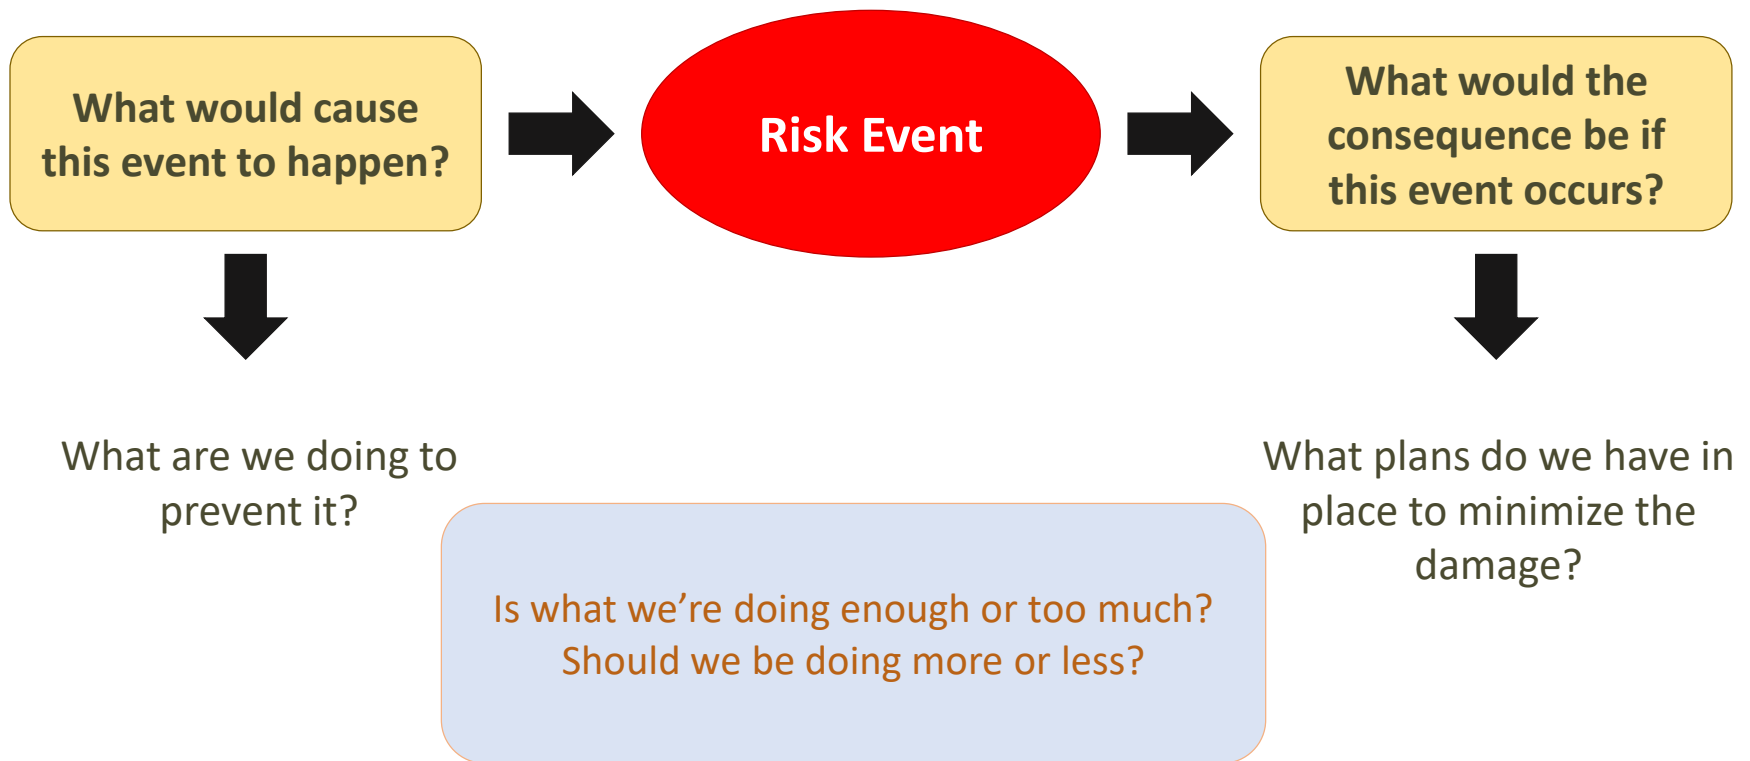 What would cause
this event to happen?
Risk Event
What would the
consequence be if
this event occurs?
What are we doing to
prevent it?
What plans do we have in
place to minimize the
damage?
Is what we’re doing enough or too much?
Should we be doing more or less?